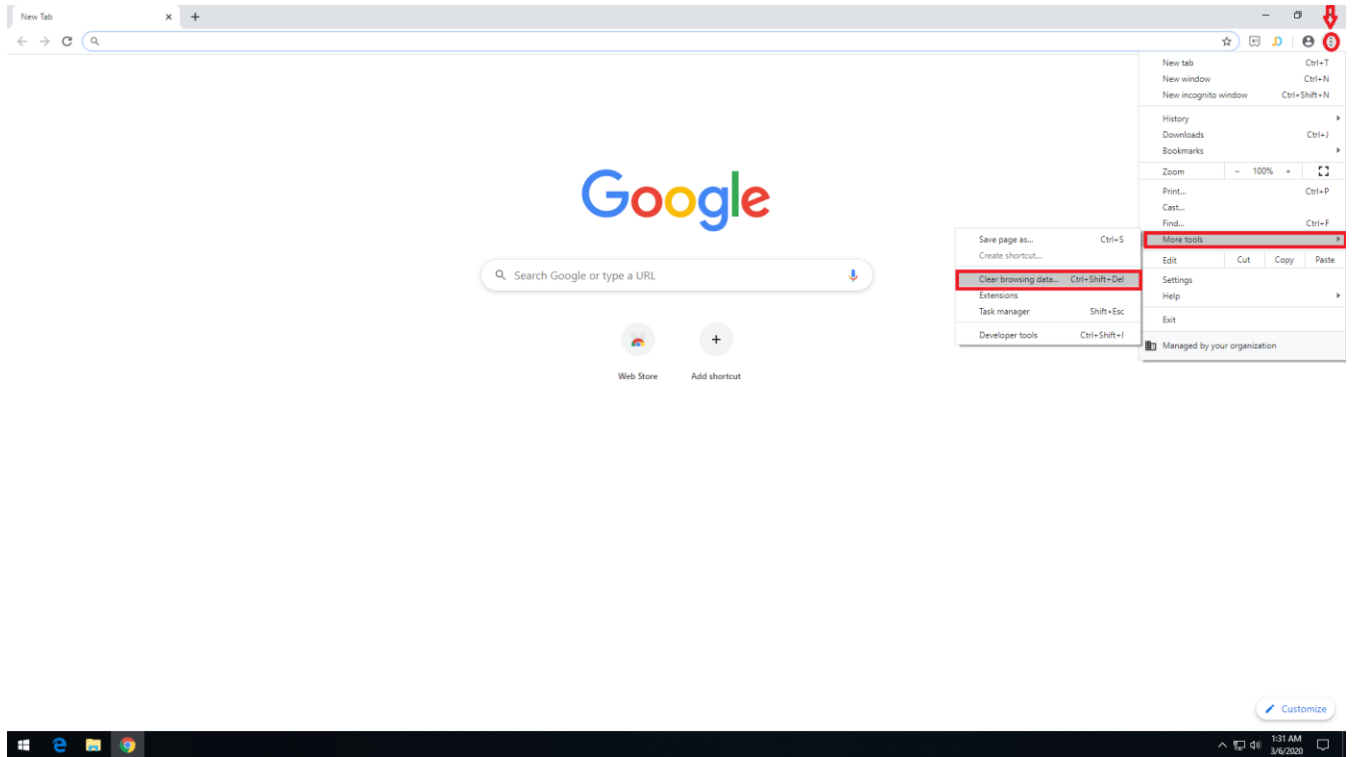 New Tab
New tab Ctrl+T
New window Ctrl+N
New incognito window Ctrl+Shift+N
History
Downloads Ctrl+J
Bookmarks
Zoom - 100% +
Print... Ctrl+P
Cast...
Find... Ctrl+F
More tools
Edit Cut Copy Paste
Settings
Help
Exit
Managed by your organization
Save page as... Ctrl+S
Create shortcut...
Clear browsing data... Ctrl+Shift+Del
Extensions
Task manager Shift+Esc
Developer tools Ctrl+Shift+I
Google
Search Google or type a URL
Web Store Add shortcut
Customize
1:31 AM
3/6/2020